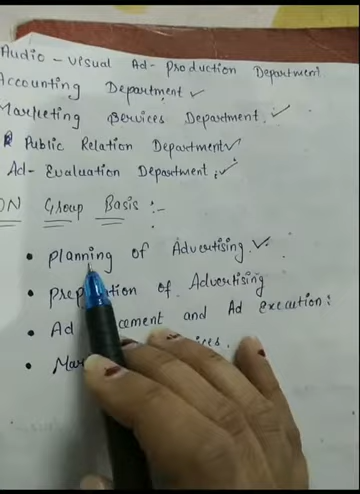 Audio-visual Ad-Production Department
Accounting Department
Marketing Services Department.
Public Relation Department
Ad-Evaluation Department:
ON Group Basis:-
• Planning of Advertising.
• of Advertising
• Ad and Ad execution:
•